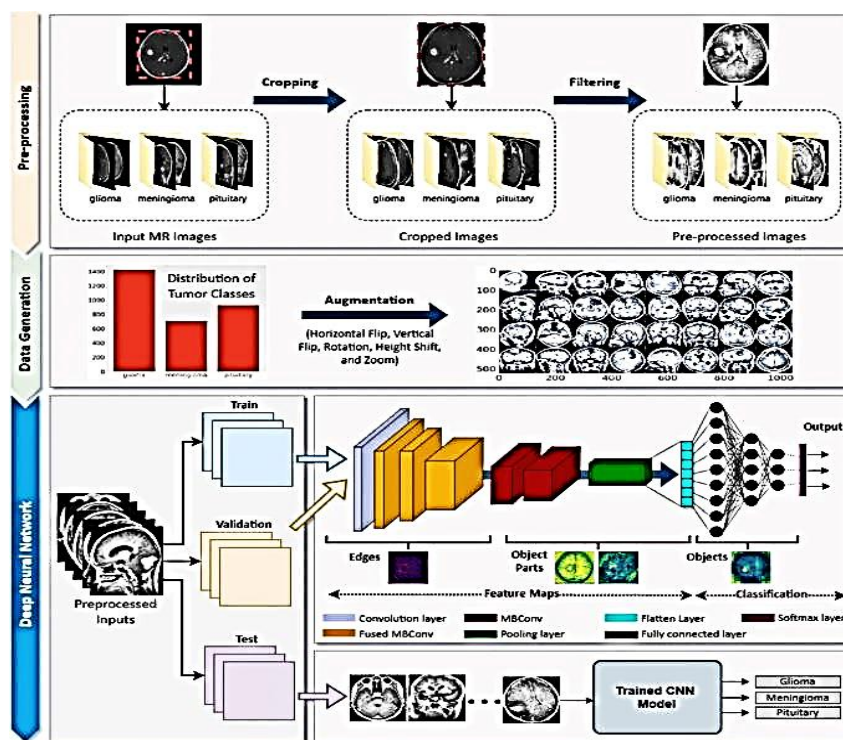 Pre-processing
Cropping
Filtering
glioma
meningioma
pituitary
glioma
meningioma
pituitary
glioma
meningioma
pituitary
Input MR Images
Cropped Images
Pre-processed Images
Data Generation
1400
1200
1000
800
600
400
200
0
Distribution of
Tumor Classes
glioma
meningioma
pituitary
Augmentation
(Horizontal Flip, Vertical
Flip, Rotation, Height Shift,
and Zoom)
0
100
200
300
400
500
0
200
400
600
800
1000
Deep Neural Network
Preprocessed
Inputs
Train
Validation
Test
Output
Edges
Object
Parts
Objects
Feature Maps
Classification
Convolution layer
MBConv
Flatten Layer
Softmax layer
Fused MBConv
Pooling layer
Fully connected layer
Trained CNN
Model
Glioma
Meningioma
Pituitary